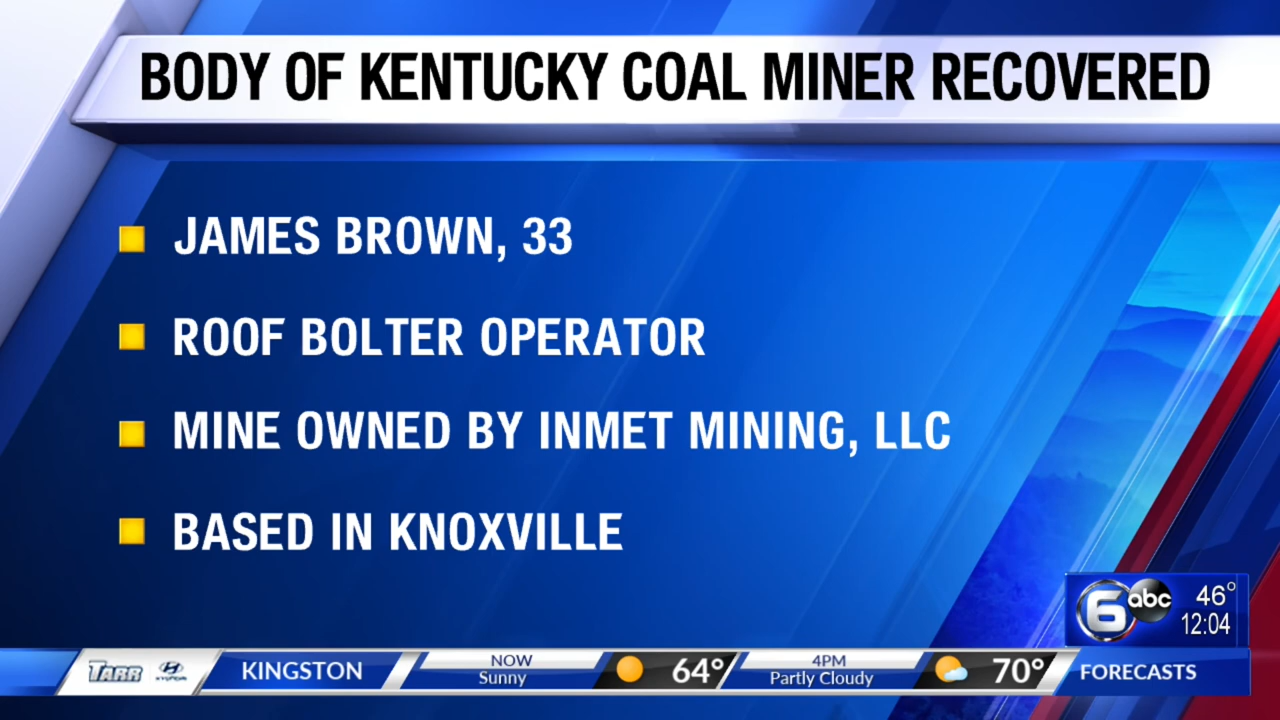 BODY OF KENTUCKY COAL MINER RECOVERED
JAMES BROWN, 33
ROOF BOLTER OPERATOR
MINE OWNED BY INMET MINING, LLC
BASED IN KNOXVILLE
6 abc 46°
12:04
TARR HYUNDAI KINGSTON NOW Sunny 64° 4PM Partly Cloudy 70° FORECASTS